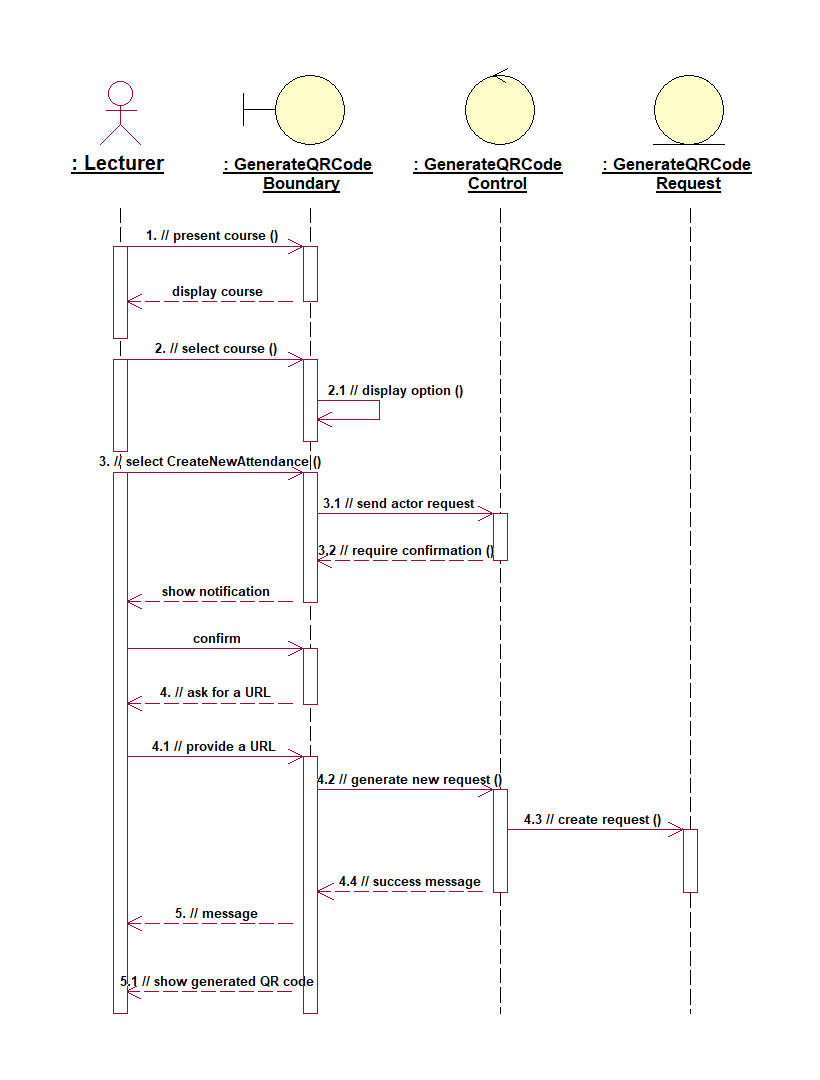 : Lecturer
: GenerateQRCode
Boundary
: GenerateQRCode
Control
: GenerateQRCode
Request
1. // present course ()
display course
2. // select course ()
2.1 // display option ()
3. // select CreateNewAttendance ()
3.1 // send actor request
3.2 // require confirmation ()
show notification
confirm
4. // ask for a URL
4.1 // provide a URL
4.2 // generate new request ()
4.3 // create request ()
4.4 // success message
5. // message
5.1 // show generated QR code